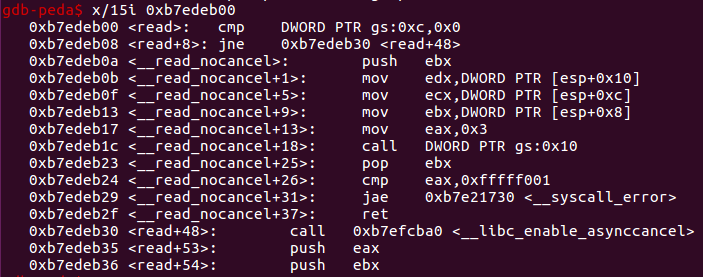 gdb-peda$ x/15i 0xb7edeb00
0xb7edeb00 <read>: cmp DWORD PTR gs:0xc,0x0
0xb7edeb08 <read+8>: jne 0xb7edeb30 <read+48>
0xb7edeb0a <__read_nocancel>: push ebx
0xb7edeb0b <__read_nocancel+1>: mov edx,DWORD PTR [esp+0x10]
0xb7edeb0f <__read_nocancel+5>: mov ecx,DWORD PTR [esp+0xc]
0xb7edeb13 <__read_nocancel+9>: mov ebx,DWORD PTR [esp+0x8]
0xb7edeb17 <__read_nocancel+13>: mov eax,0x3
0xb7edeb1c <__read_nocancel+18>: call DWORD PTR gs:0x10
0xb7edeb23 <__read_nocancel+25>: pop ebx
0xb7edeb24 <__read_nocancel+26>: cmp eax,0xfffff001
0xb7edeb29 <__read_nocancel+31>: jae 0xb7e21730 <__syscall_error>
0xb7edeb2f <__read_nocancel+37>: ret
0xb7edeb30 <read+48>: call 0xb7efcba0 <__libc_enable_asynccancel>
0xb7edeb35 <read+53>: push eax
0xb7edeb36 <read+54>: push ebx